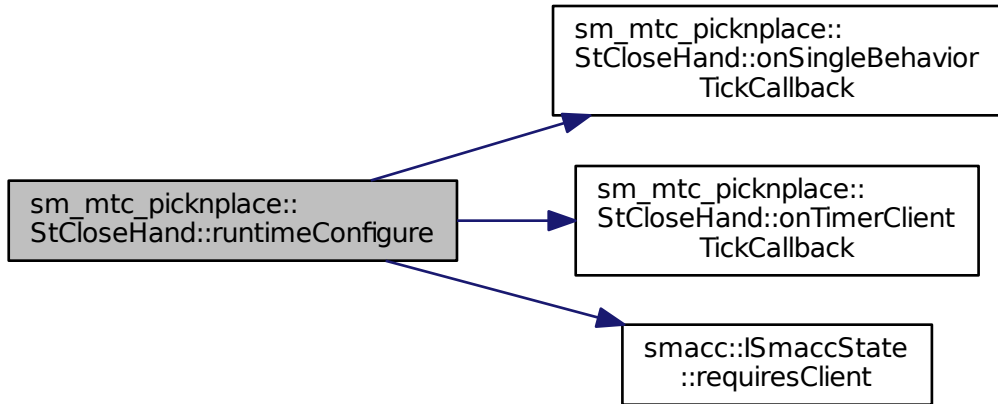 sm_mtc_picknplace::
StCloseHand::runtimeConfigure
sm_mtc_picknplace::
StCloseHand::onSingleBehavior
TickCallback
sm_mtc_picknplace::
StCloseHand::onTimerClient
TickCallback
smacc::ISmaccState
::requiresClient